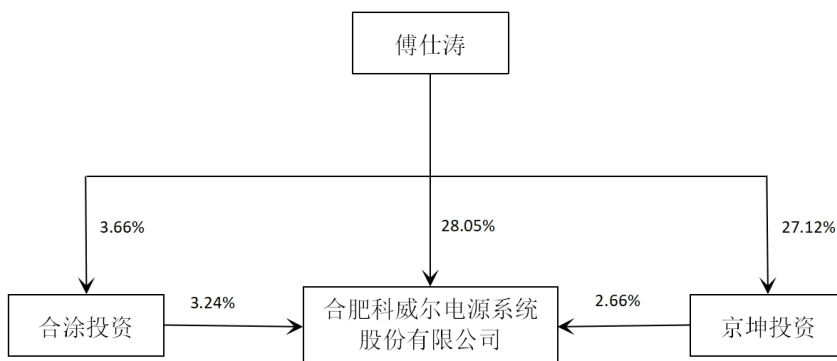 傅仕涛
3.66%
28.05%
27.12%
合涂投资
3.24%
合肥科威尔电源系统
股份有限公司
2.66%
京坤投资